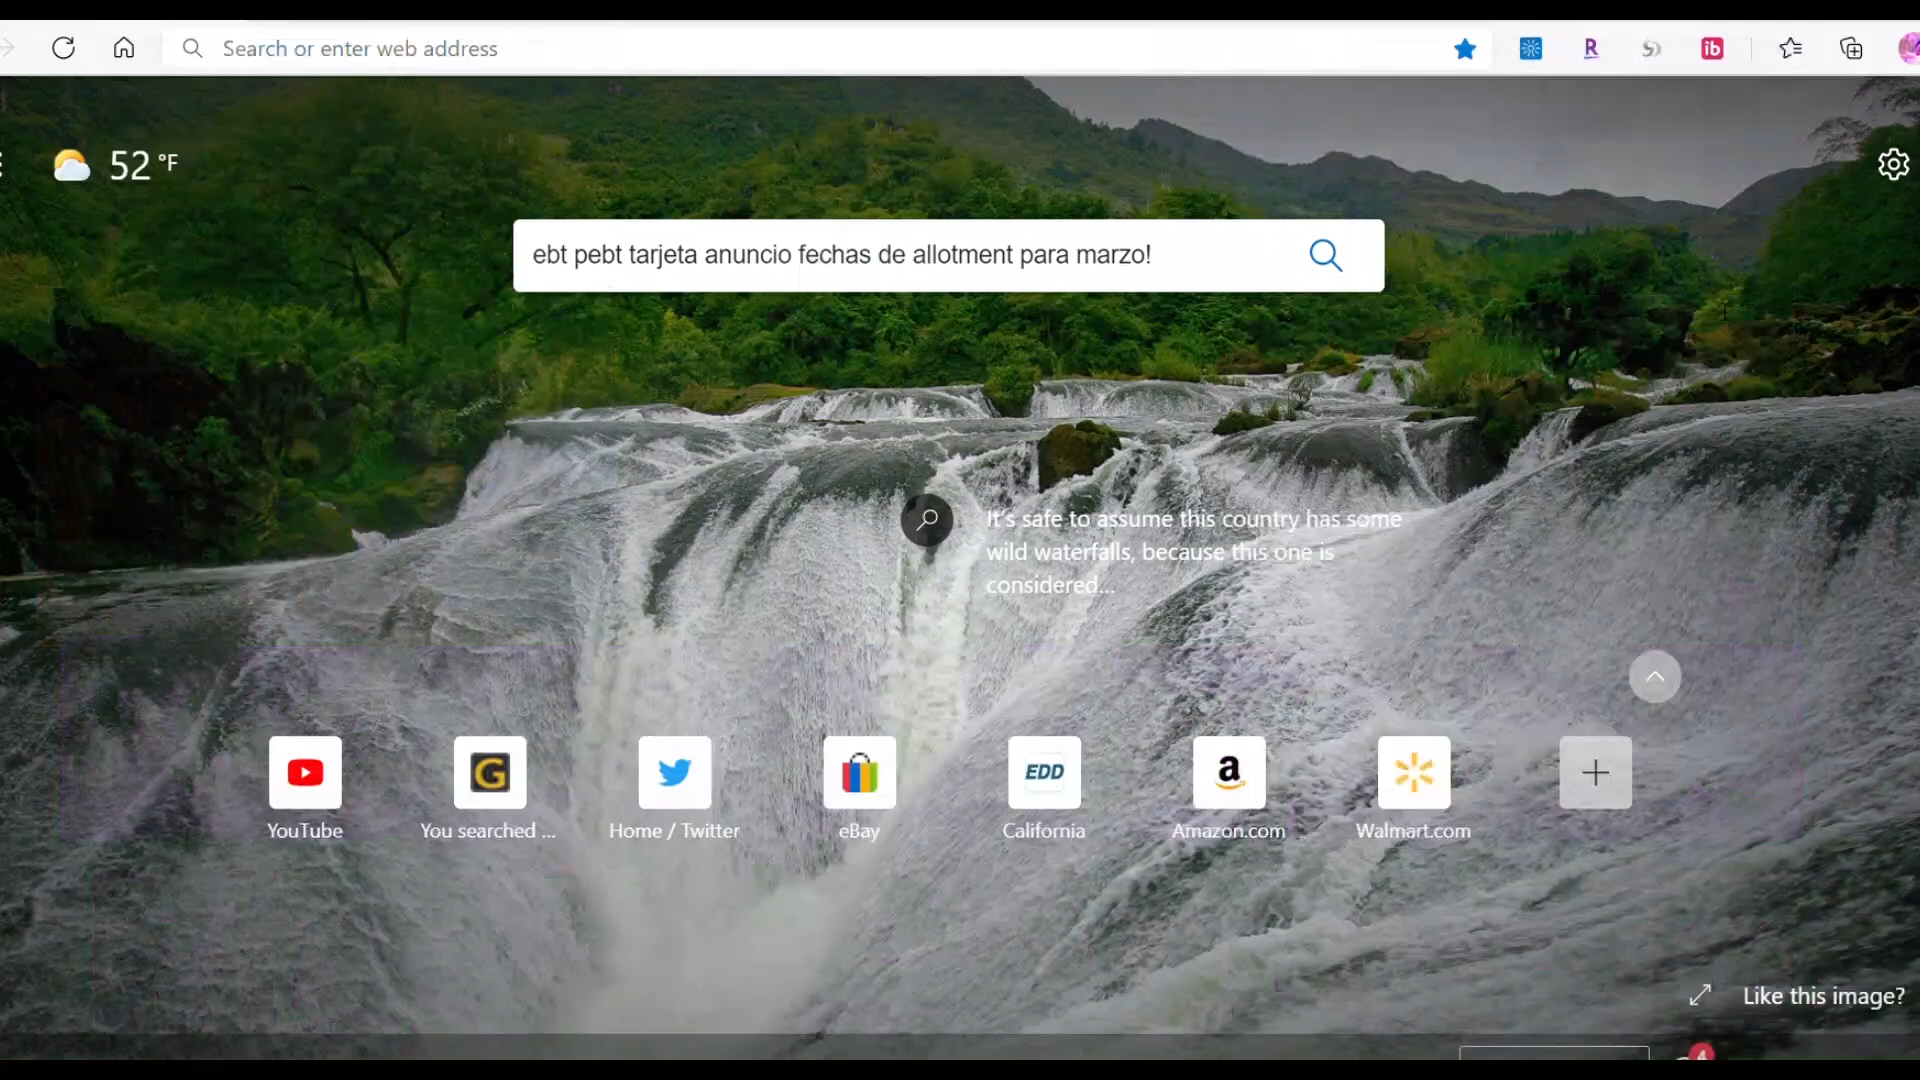 Search or enter web address
R
ib
52 °F
ebt pebt tarjeta anuncio fechas de allotment para marzo!
It's safe to assume this country has some
wild waterfalls, because this one is
considered...
G
EDD
a
YouTube
You searched ...
Home / Twitter
eBay
California
Amazon.com
Walmart.com
Like this image?
4